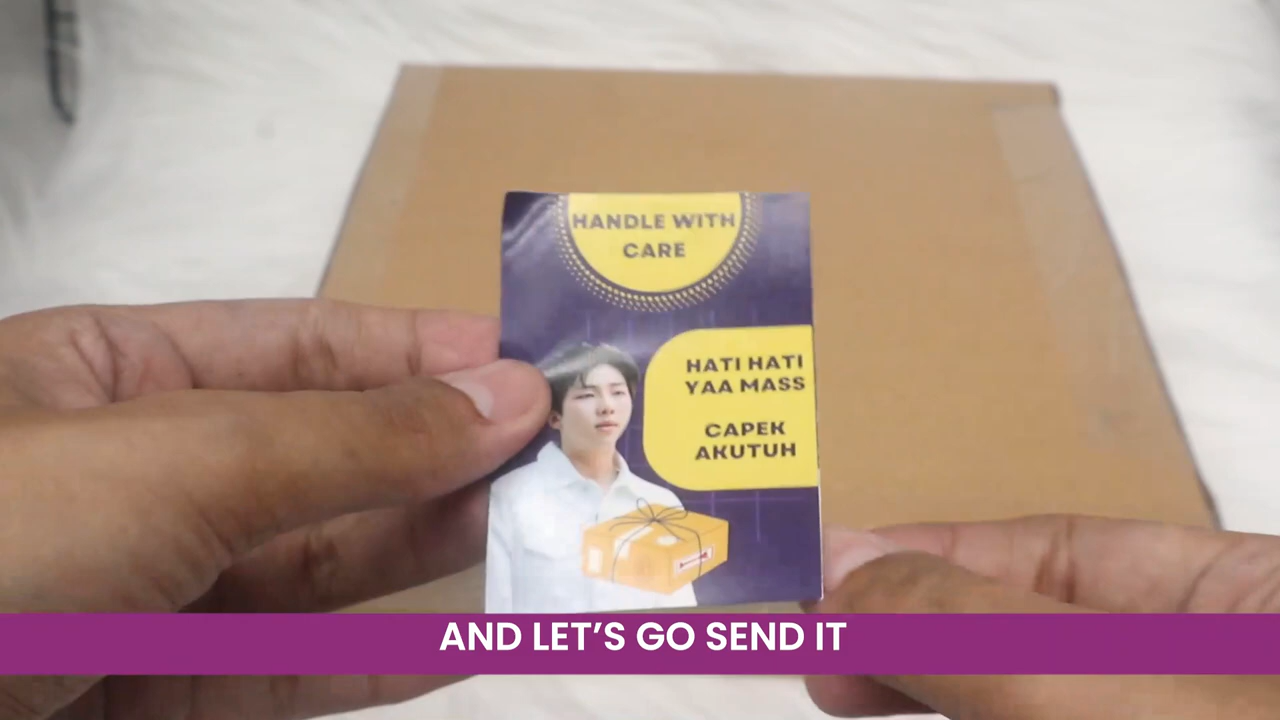 HANDLE WITH
CARE
HATI HATI
YAA MASS
CAPEK
AKUTUH
AND LET'S GO SEND IT